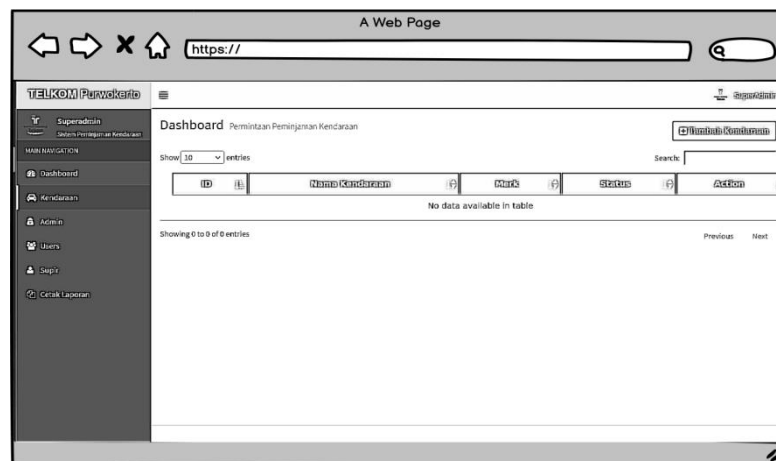 A Web Page
https://
TELKOM Purwokerto
SuperAdmin
Superadmin
Sistem Peminjaman Kendaraan
MAIN NAVIGATION
Dashboard
Kendaraan
Admin
Users
Supir
Cetak Laporan
Dashboard Permintaan Peminjaman Kendaraan
Tambah Kendaraan
Show 10 entries
Search:
ID Nama Kendaraan Merk Status Action
No data available in table
Showing 0 to 0 of 0 entries
Previous Next